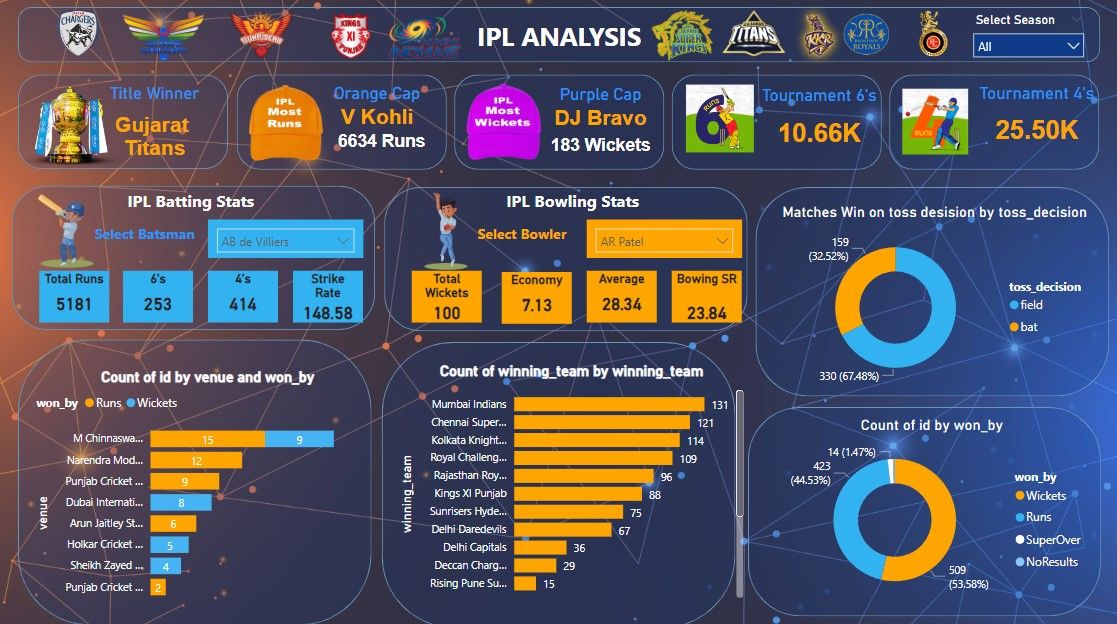 CHARGERS
SUNRISERS
KINGS
XI
PUNJAB
INDIANS
IPL ANALYSIS
SUPER
KINGS
TITANS
KKR
RAJASTHAN
ROYALS
Select Season
All
Title Winner
Gujarat
Titans
IPL
Most
Runs
Orange Cap
V Kohli
6634 Runs
IPL
Most
Wickets
Purple Cap
DJ Bravo
183 Wickets
RUNS
6
Tournament 6's
10.66K
4
RUNS
Tournament 4's
25.50K
IPL Batting Stats
Select Batsman
AB de Villiers
Total Runs
5181
6's
253
4's
414
Strike
Rate
148.58
IPL Bowling Stats
Select Bowler
AR Patel
Total
Wickets
100
Economy
7.13
Average
28.34
Bowing SR
23.84
Matches Win on toss desision by toss_decision
159
(32.52%)
330 (67.48%)
toss_decision
field
bat
Count of id by venue and won_by
won_by Runs Wickets
venue
M Chinnaswa... 15 9
Narendra Mod... 12
Punjab Cricket ... 9
Dubai Internati... 8
Arun Jaitley St... 6
Holkar Cricket ... 5
Sheikh Zayed ... 4
Punjab Cricket ... 2
Count of winning_team by winning_team
winning_team
Mumbai Indians 131
Chennai Super... 121
Kolkata Knight... 114
Royal Challeng... 109
Rajasthan Roy... 96
Kings XI Punjab 88
Sunrisers Hyde... 75
Delhi Daredevils 67
Delhi Capitals 36
Deccan Charg... 29
Rising Pune Su... 15
Count of id by won_by
14 (1.47%)
423
(44.53%)
509
(53.58%)
won_by
Wickets
Runs
SuperOver
NoResults